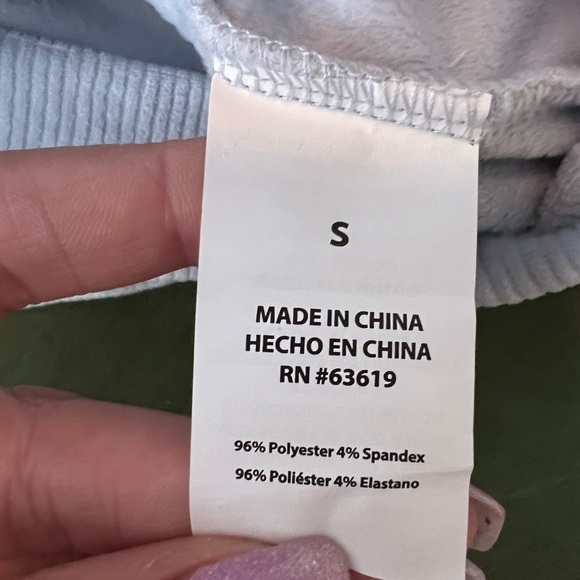 S
MADE IN CHINA
HECHO EN CHINA
RN #63619
96% Polyester 4% Spandex
96% Poliéster 4% Elastano